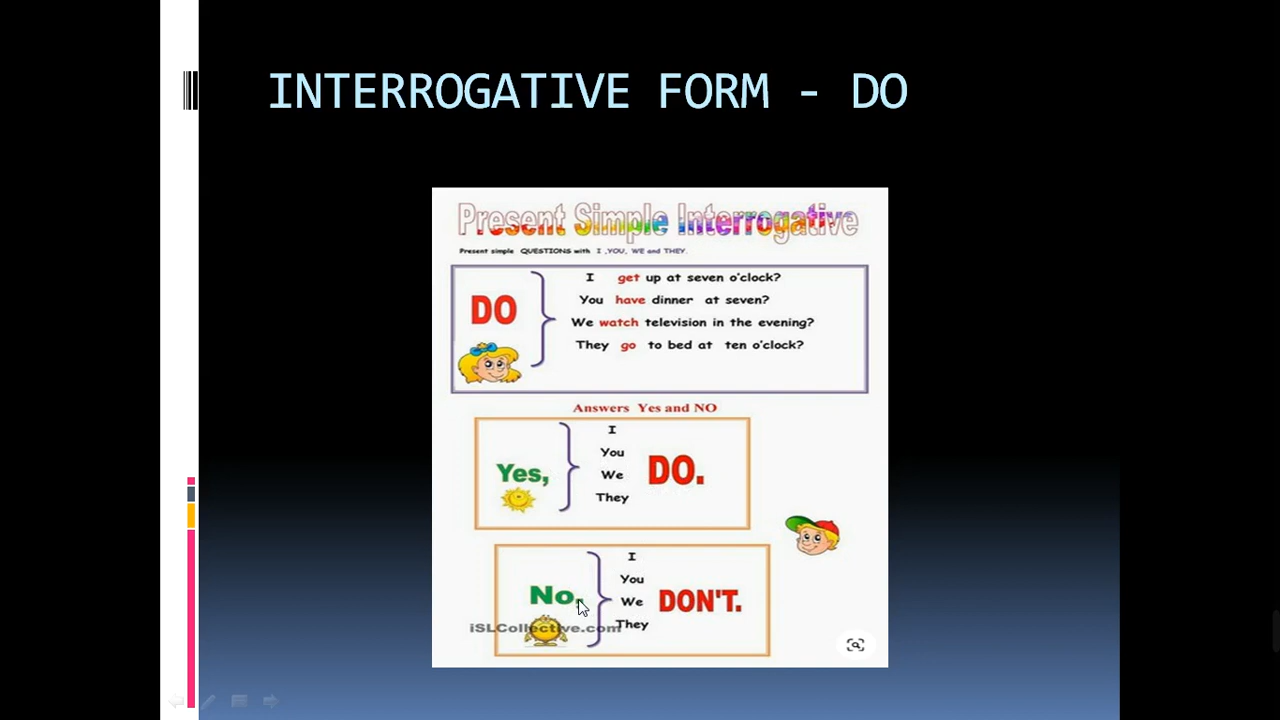 INTERROGATIVE FORM - DO
Present Simple Interrogative
Present simple QUESTIONS with I ,YOU, WE and THEY.
DO
I get up at seven o'clock?
You have dinner at seven?
We watch television in the evening?
They go to bed at ten o'clock?
Answers Yes and NO
Yes,
I
You
We
They
DO.
No,
I
You
We
They
DON'T.
iSLCollective.com